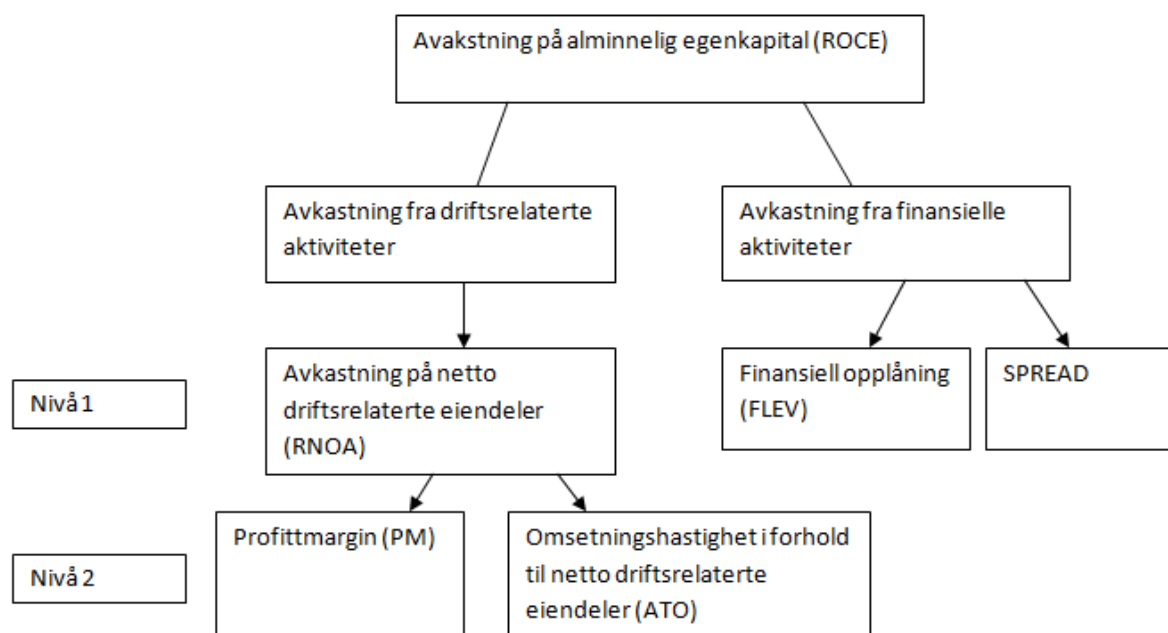 Avakstning på alminnelig egenkapital (ROCE)
Avkastning fra driftsrelaterte
aktiviteter
Avkastning fra finansielle
aktiviteter
Nivå 1
Avkastning på netto
driftsrelaterte eiendeler
(RNOA)
Finansiell opplåning
(FLEV)
SPREAD
Nivå 2
Profittmargin (PM)
Omsetningshastighet i forhold
til netto driftsrelaterte
eiendeler (ATO)